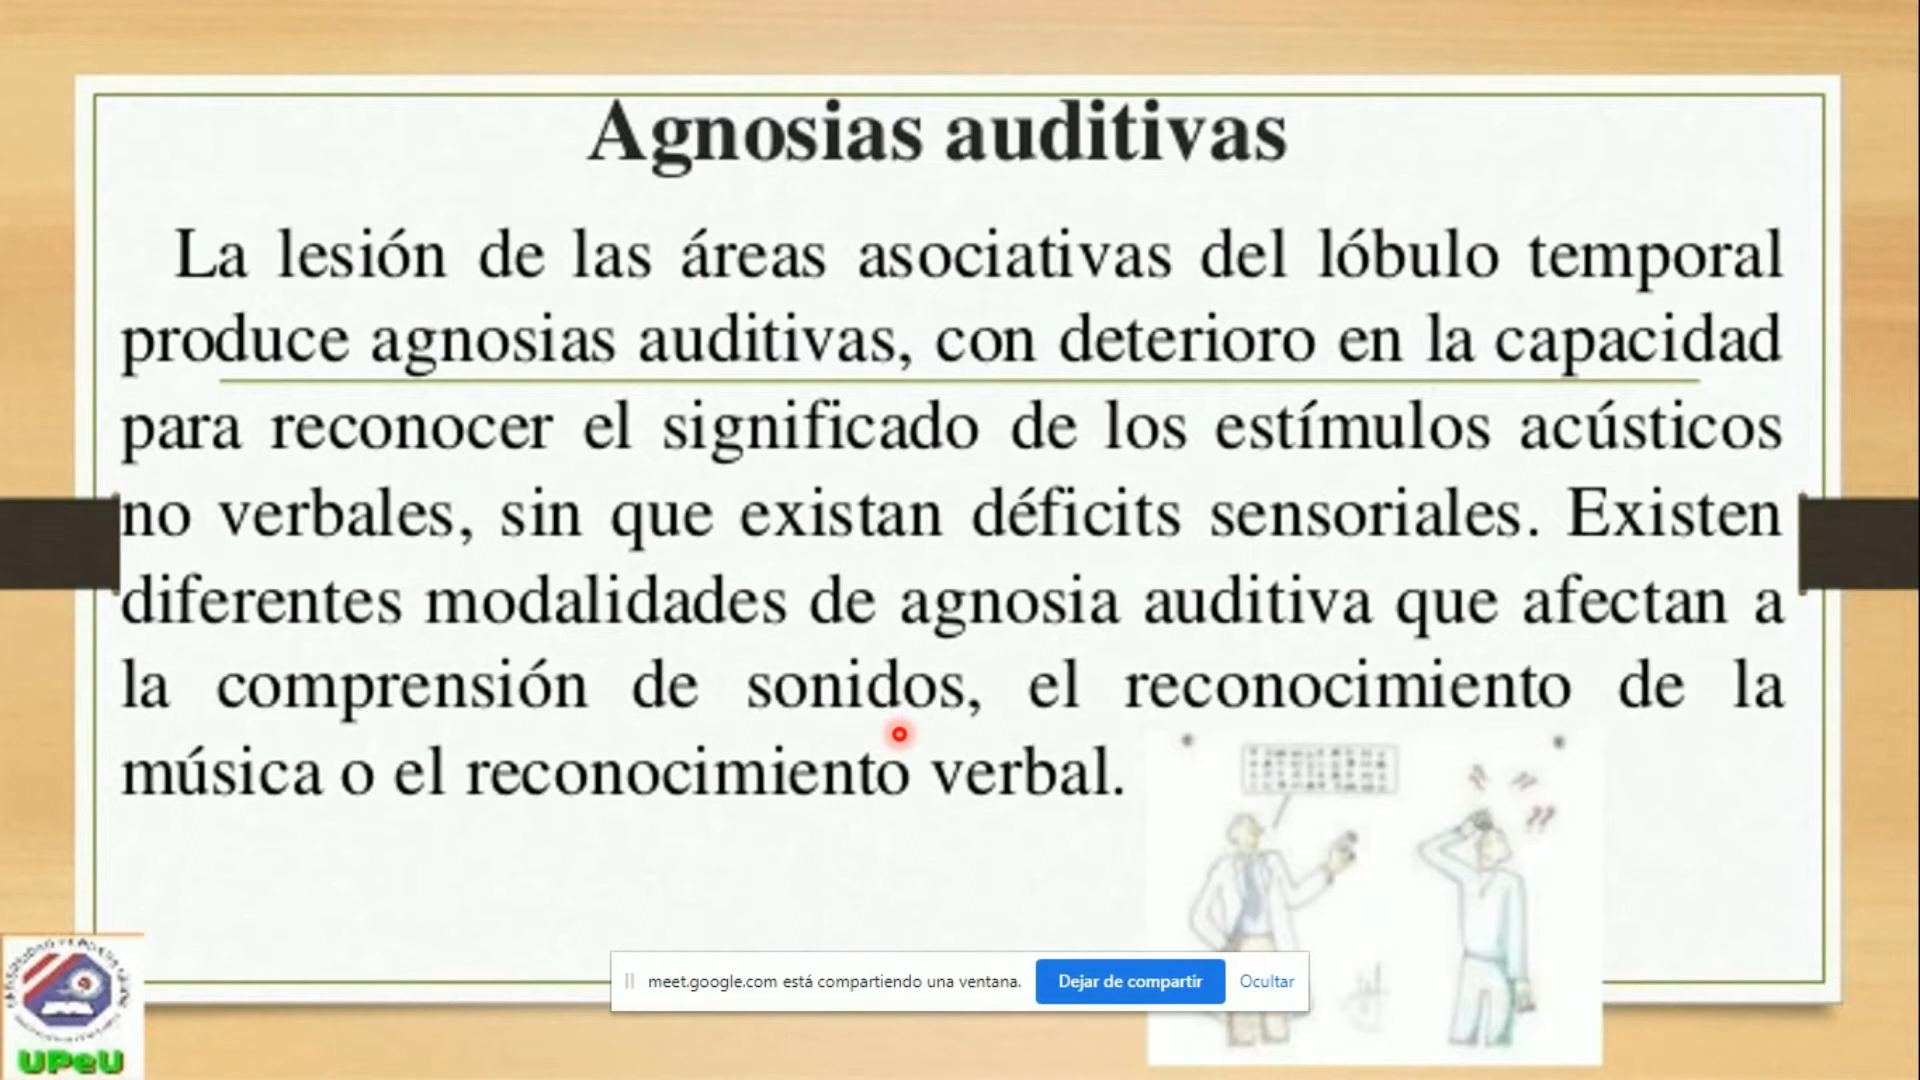 Agnosias auditivas
La lesión de las áreas asociativas del lóbulo temporal
produce agnosias auditivas, con deterioro en la capacidad
para reconocer el significado de los estímulos acústicos
no verbales, sin que existan déficits sensoriales. Existen
diferentes modalidades de agnosia auditiva que afectan a
la comprensión de sonidos, el reconocimiento de la
música o el reconocimiento verbal.
??
meet.google.com está compartiendo una ventana. Dejar de compartir Ocultar
UPeU